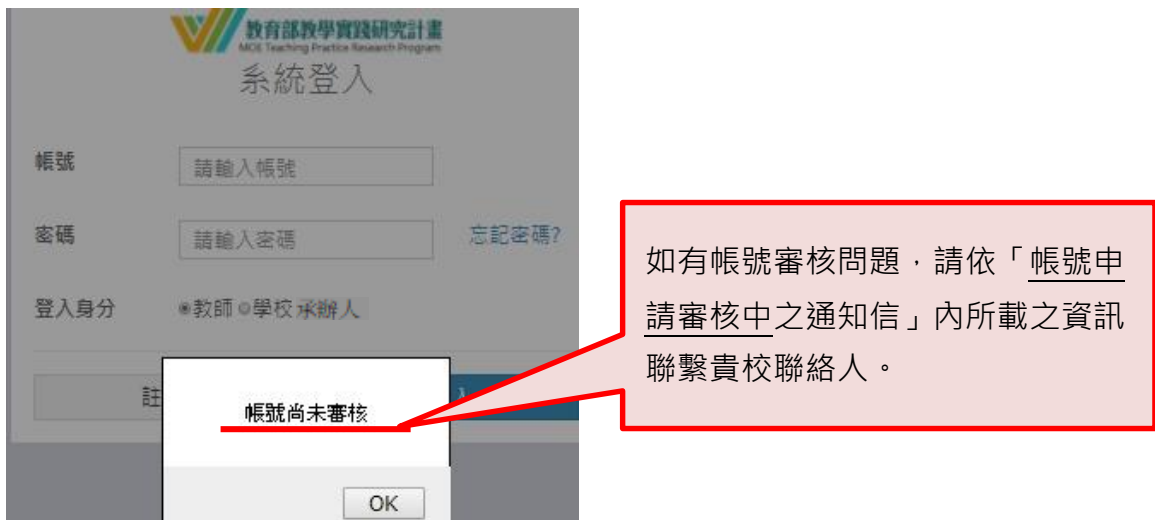 教育部教學實踐研究計畫
MOE Teaching Practice Research Program
系統登入
帳號
請輸入帳號
密碼
請輸入密碼
忘記密碼?
登入身分
教師 學校承辦人
註
入
帳號尚未審核
OK
如有帳號審核問題,請依「帳號申
請審核中之通知信」內所載之資訊
聯繫貴校聯絡人。